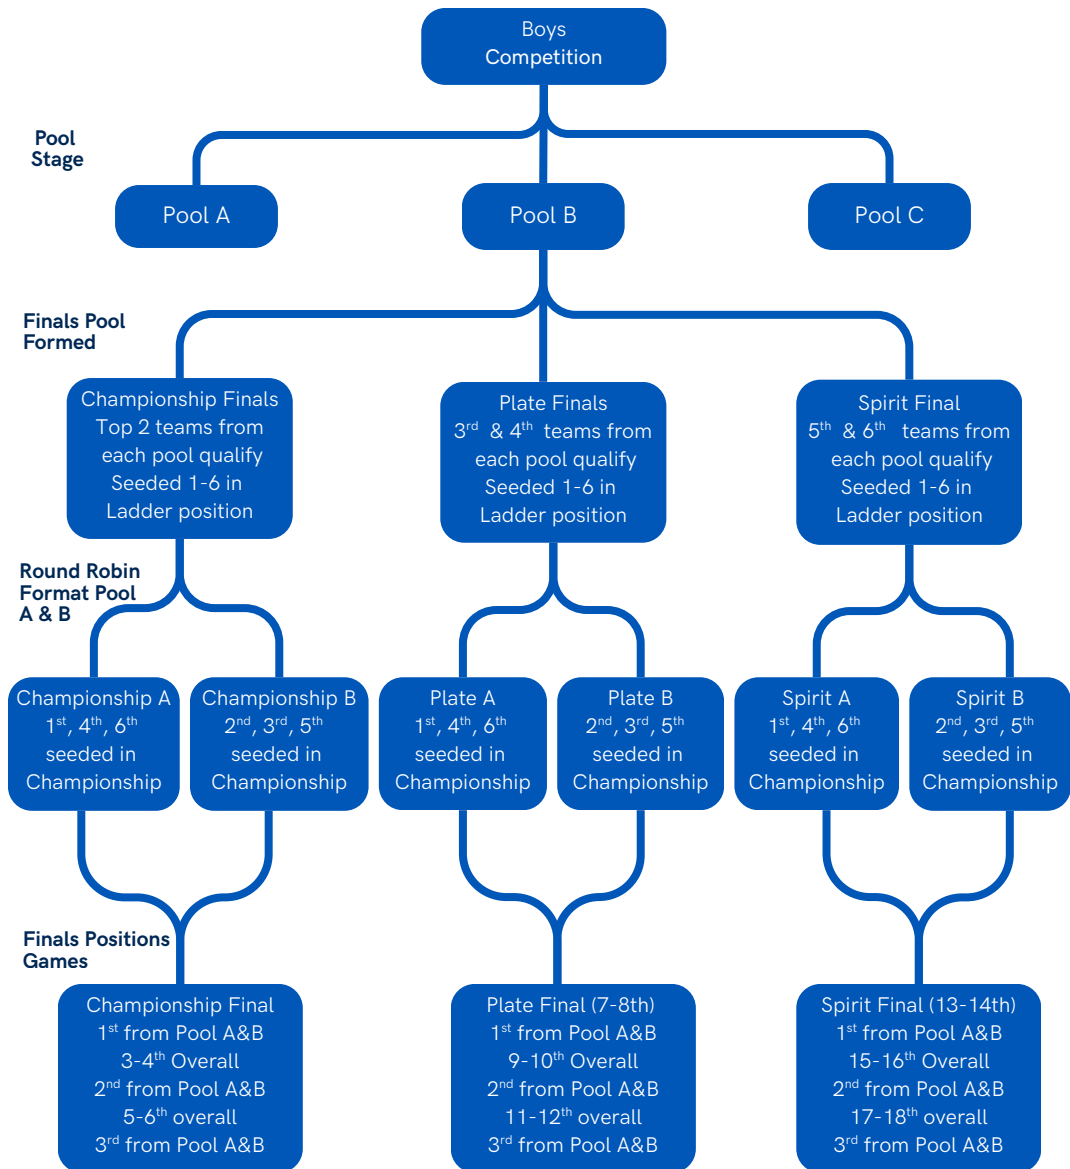 Boys
Competition
Pool
Stage
Pool A
Pool B
Pool C
Finals Pool
Formed
Championship Finals
Top 2 teams from
each pool qualify
Seeded 1-6 in
Ladder position
Plate Finals
3rd & 4th teams from
each pool qualify
Seeded 1-6 in
Ladder position
Spirit Final
5th & 6th teams from
each pool qualify
Seeded 1-6 in
Ladder position
Round Robin
Format Pool
A & B
Championship A
1st, 4th, 6th
seeded in
Championship
Championship B
2nd, 3rd, 5th
seeded in
Championship
Plate A
1st, 4th, 6th
seeded in
Championship
Plate B
2nd, 3rd, 5th
seeded in
Championship
Spirit A
1st, 4th, 6th
seeded in
Championship
Spirit B
2nd, 3rd, 5th
seeded in
Championship
Finals Positions
Games
Championship Final
1st from Pool A&B
3-4th Overall
2nd from Pool A&B
5-6th overall
3rd from Pool A&B
Plate Final (7-8th)
1st from Pool A&B
9-10th Overall
2nd from Pool A&B
11-12th overall
3rd from Pool A&B
Spirit Final (13-14th)
1st from Pool A&B
15-16th Overall
2nd from Pool A&B
17-18th overall
3rd from Pool A&B